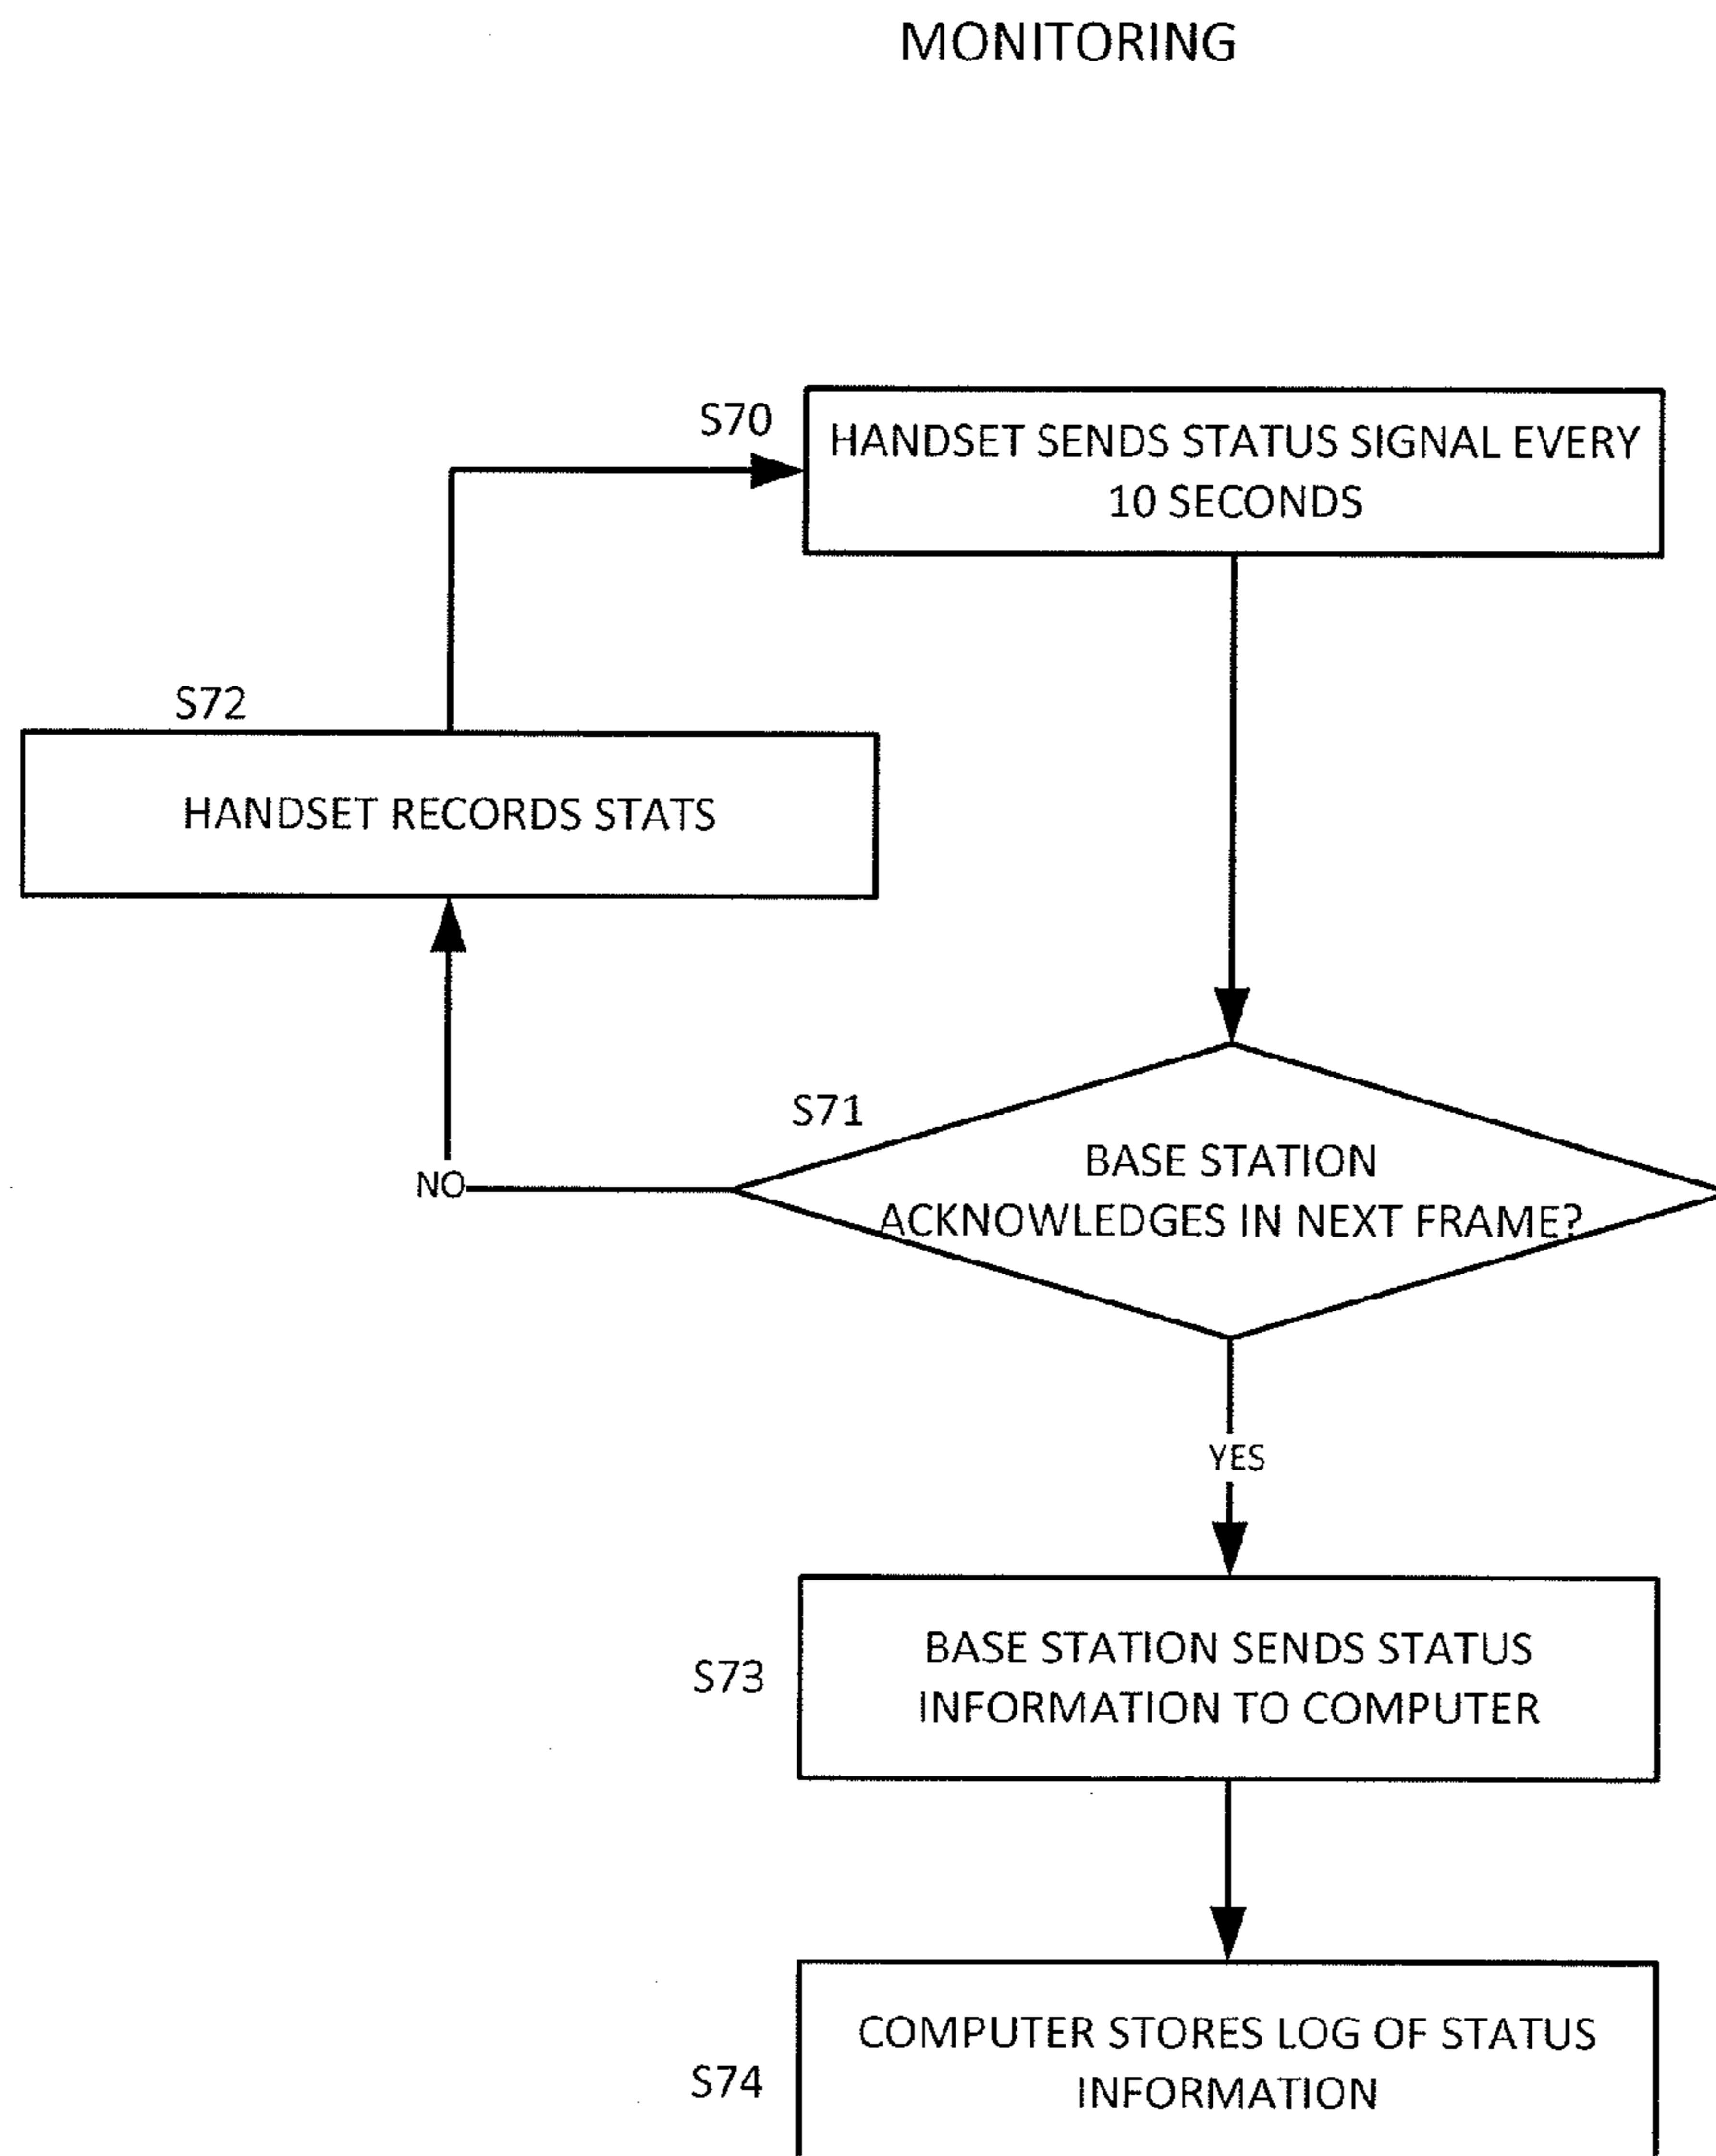 MONITORING
S70
HANDSET SENDS STATUS SIGNAL EVERY
10 SECONDS
S72
HANDSET RECORDS STATS
S71
BASE STATION
ACKNOWLEDGES IN NEXT FRAME?
NO
YES
S73
BASE STATION SENDS STATUS
INFORMATION TO COMPUTER
S74
COMPUTER STORES LOG OF STATUS
INFORMATION